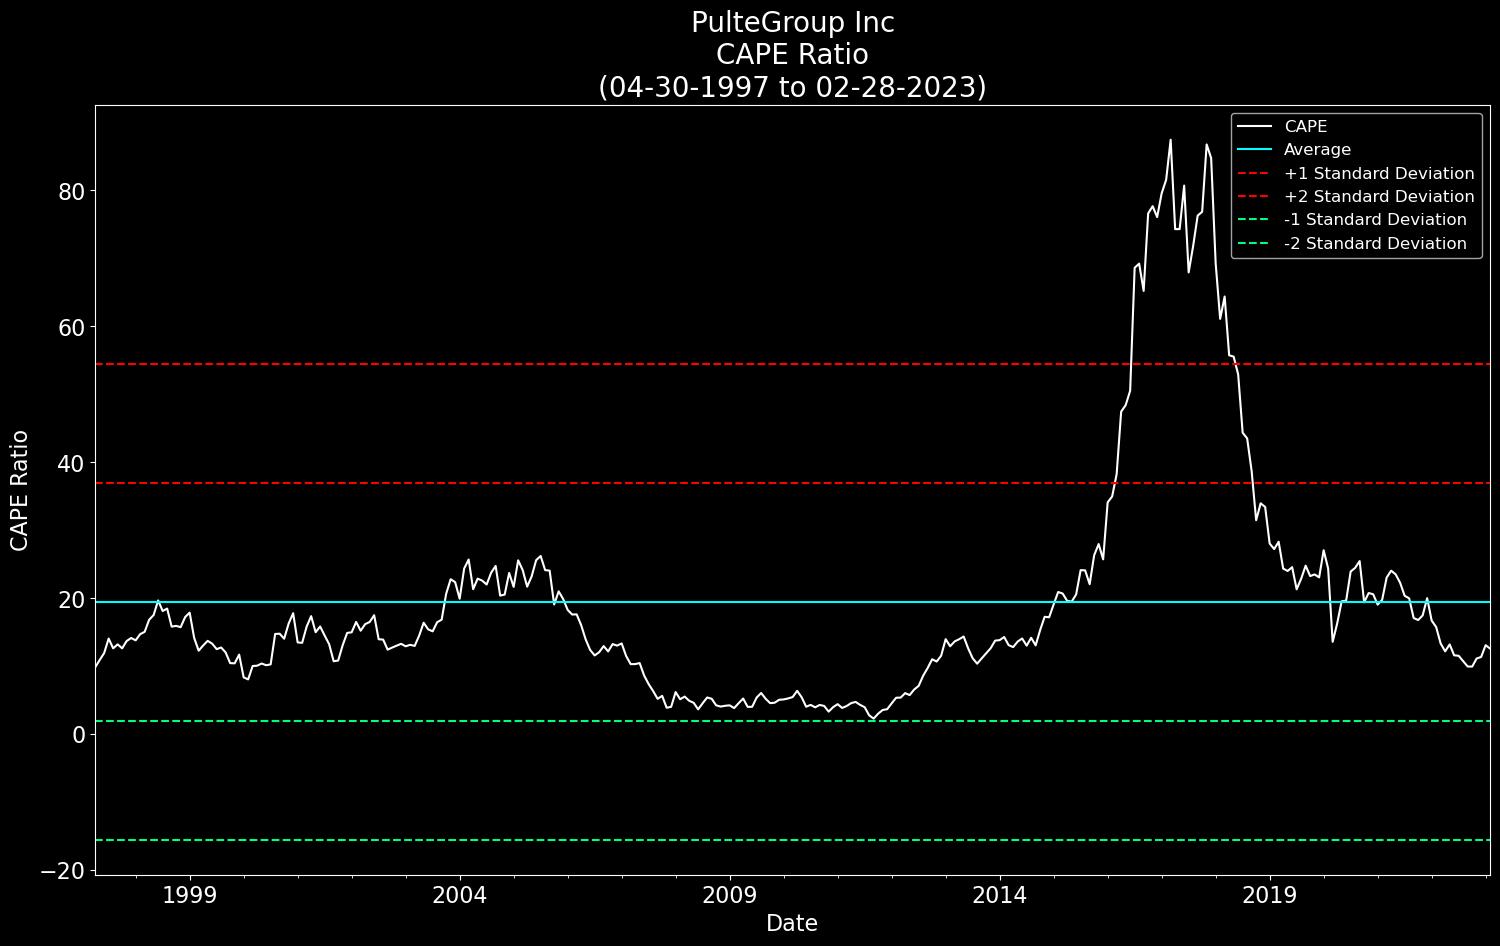 PulteGroup Inc
CAPE Ratio
(04-30-1997 to 02-28-2023)
CAPE
Average
+1 Standard Deviation
+2 Standard Deviation
-1 Standard Deviation
-2 Standard Deviation
CAPE Ratio
80
60
40
20
0
−20
1999 2004 2009 2014 2019
Date